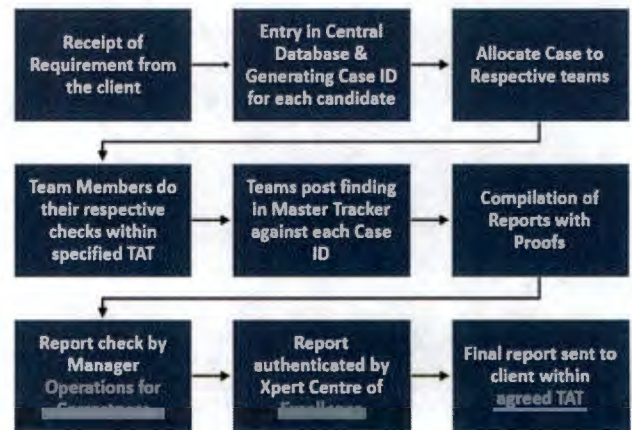 Receipt of
Requirement from
the client
Entry in Central
Database &
Generating Case ID
for each candidate
Allocate Case to
Respective teams
Team Members do
their respective
checks within
specified TAT
Teams post finding
in Master Tracker
against each Case
ID
Compilation of
Reports with
Proofs
Report check by
Manager
Operations for
Report
authenticated by
Xpert Centre of
Final report sent to
client within
agreed TAT